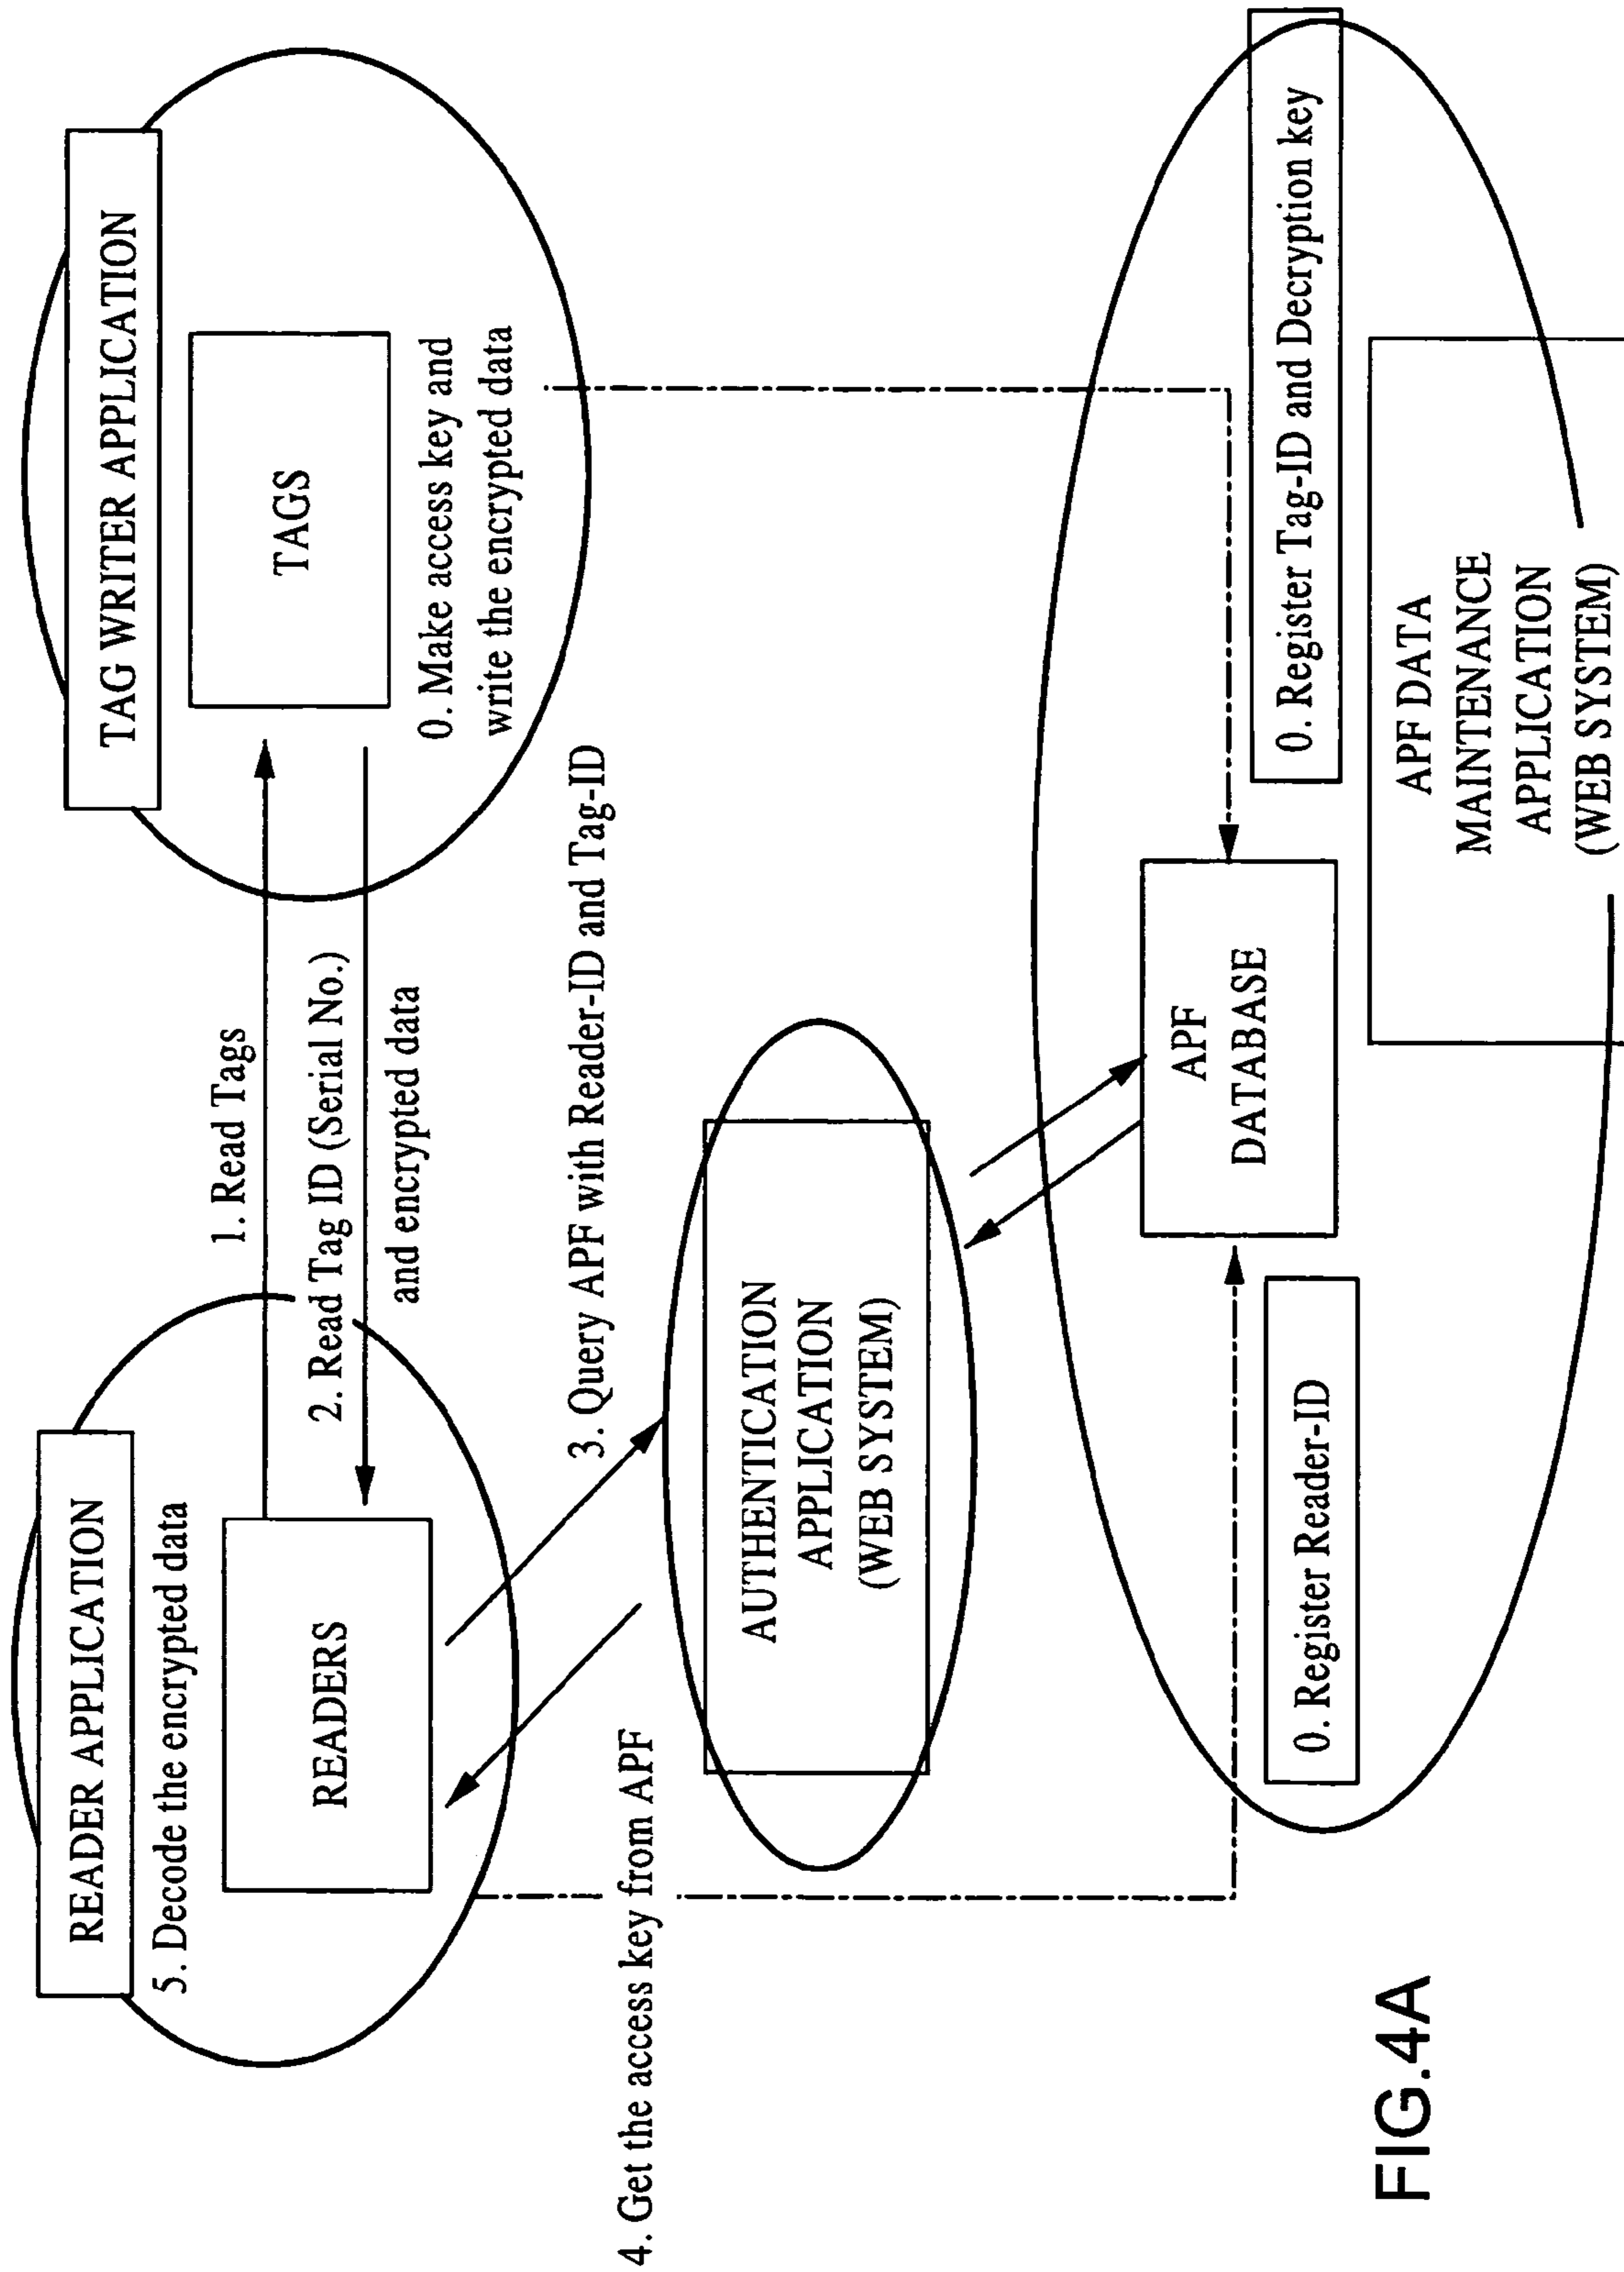 READER APPLICATION
5. Decode the encrypted data
READERS
TAG WRITER APPLICATION
TAGS
0. Make access key and
write the encrypted data
1. Read Tags
2. Read Tag ID (Serial No.)
and encrypted data
3. Query APF with Reader-ID and Tag-ID
4. Get the access key from APF
AUTHENTICATION
APPLICATION
(WEB SYSTEM)
APF
DATABASE
0. Register Reader-ID
0. Register Tag-ID and Decryption key
APF DATA
MAINTENANCE
APPLICATION
(WEB SYSTEM)
FIG.4A